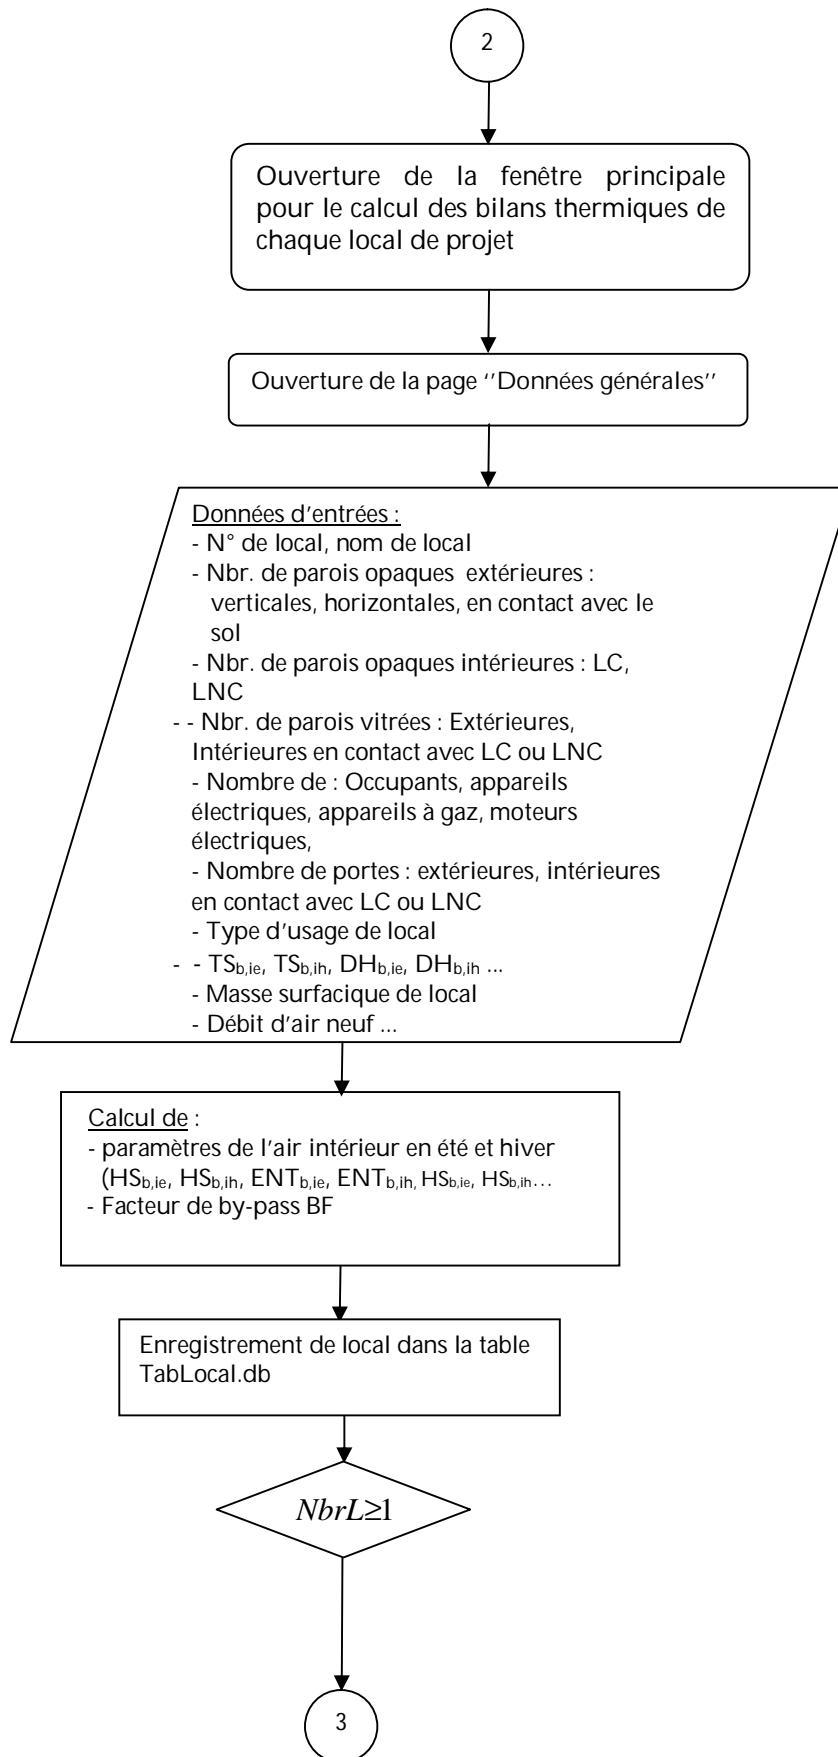 2
Ouverture de la fenêtre principale
pour le calcul des bilans thermiques de
chaque local de projet
Ouverture de la page ‘’Données générales’’
Données d’entrées :
- N° de local, nom de local
- Nbr. de parois opaques extérieures :
verticales, horizontales, en contact avec le
sol
- Nbr. de parois opaques intérieures : LC,
LNC
- - Nbr. de parois vitrées : Extérieures,
Intérieures en contact avec LC ou LNC
- Nombre de : Occupants, appareils
électriques, appareils à gaz, moteurs
électriques,
- Nombre de portes : extérieures, intérieures
en contact avec LC ou LNC
- Type d’usage de local
- - TSb,ie, TSb,ih, DHb,ie, DHb,ih ...
- Masse surfacique de local
- Débit d’air neuf ...
Calcul de :
- paramètres de l’air intérieur en été et hiver
(HSb,ie, HSb,ih, ENTb,ie, ENTb,ih, HSb,ie, HSb,ih…
- Facteur de by-pass BF
Enregistrement de local dans la table
TabLocal.db
NbrL≥1
3